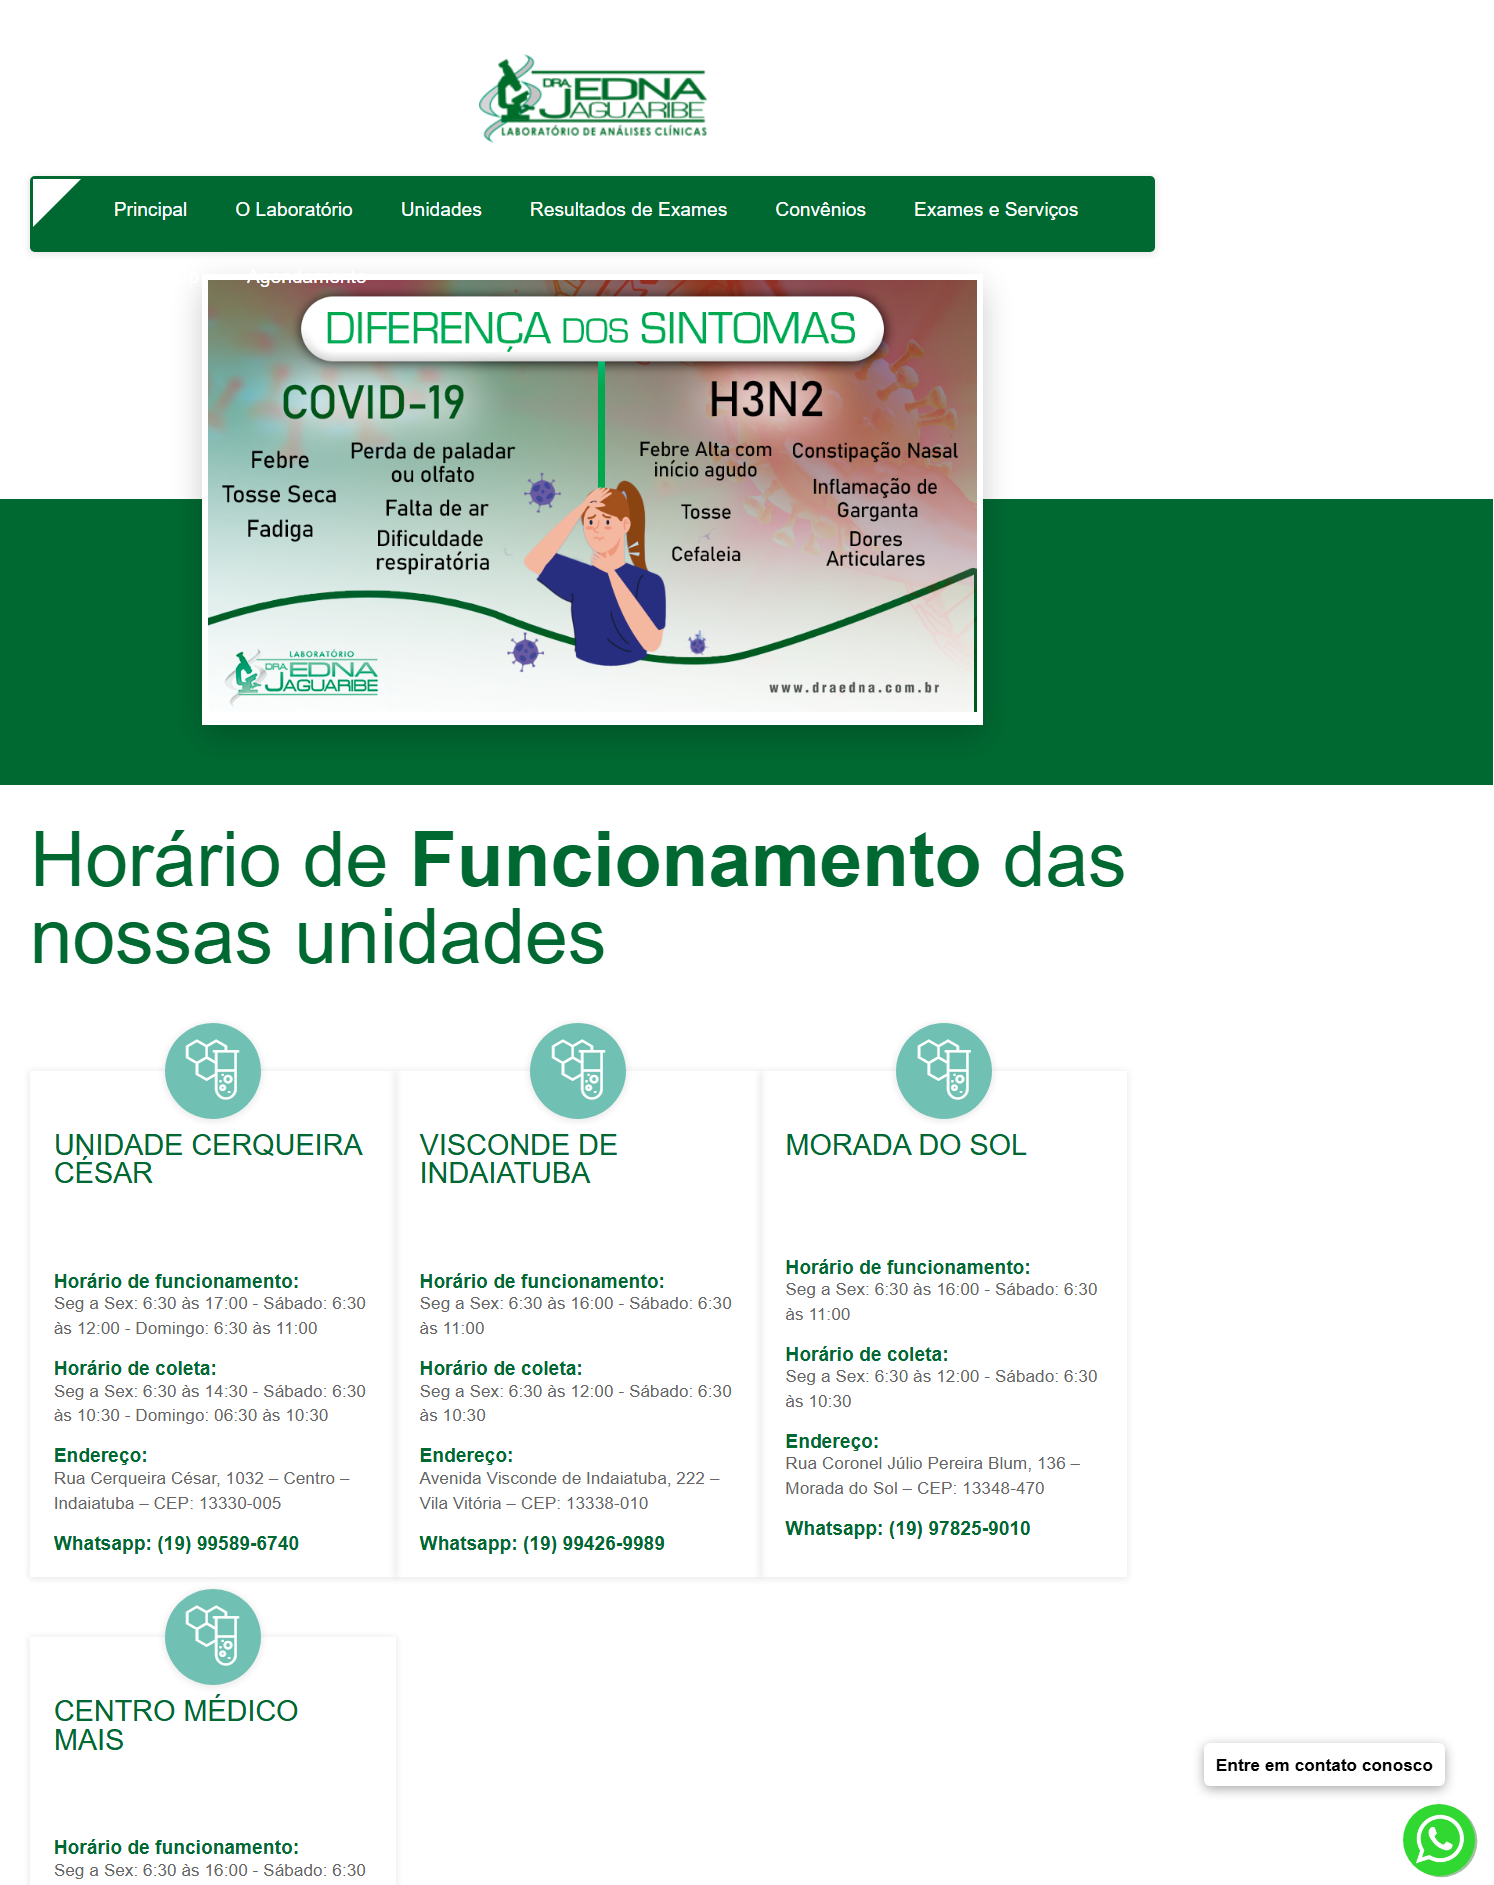 DRA. EDNA
JAGUARIBE
LABORATÓRIO DE ANÁLISES CLÍNICAS
Principal
O Laboratório
Unidades
Resultados de Exames
Convênios
Exames e Serviços
Agendamento
DIFERENÇA DOS SINTOMAS
COVID-19
Febre
Tosse Seca
Fadiga
Perda de paladar
ou olfato
Falta de ar
Dificuldade
respiratória
H3N2
Febre Alta com
início agudo
Tosse
Cefaleia
Constipação Nasal
Inflamação de
Garganta
Dores
Articulares
LABORATÓRIO
DRA. EDNA
JAGUARIBE
www.draedna.com.br
Horário de Funcionamento das
nossas unidades
UNIDADE CERQUEIRA
CÉSAR
Horário de funcionamento:
Seg a Sex: 6:30 às 17:00 - Sábado: 6:30
às 12:00 - Domingo: 6:30 às 11:00
Horário de coleta:
Seg a Sex: 6:30 às 14:30 - Sábado: 6:30
às 10:30 - Domingo: 06:30 às 10:30
Endereço:
Rua Cerqueira César, 1032 – Centro –
Indaiatuba – CEP: 13330-005
Whatsapp: (19) 99589-6740
VISCONDE DE
INDAIATUBA
Horário de funcionamento:
Seg a Sex: 6:30 às 16:00 - Sábado: 6:30
às 11:00
Horário de coleta:
Seg a Sex: 6:30 às 12:00 - Sábado: 6:30
às 10:30
Endereço:
Avenida Visconde de Indaiatuba, 222 –
Vila Vitória – CEP: 13338-010
Whatsapp: (19) 99426-9989
MORADA DO SOL
Horário de funcionamento:
Seg a Sex: 6:30 às 16:00 - Sábado: 6:30
às 11:00
Horário de coleta:
Seg a Sex: 6:30 às 12:00 - Sábado: 6:30
às 10:30
Endereço:
Rua Coronel Júlio Pereira Blum, 136 –
Morada do Sol – CEP: 13348-470
Whatsapp: (19) 97825-9010
CENTRO MÉDICO
MAIS
Horário de funcionamento:
Seg a Sex: 6:30 às 16:00 - Sábado: 6:30
Entre em contato conosco